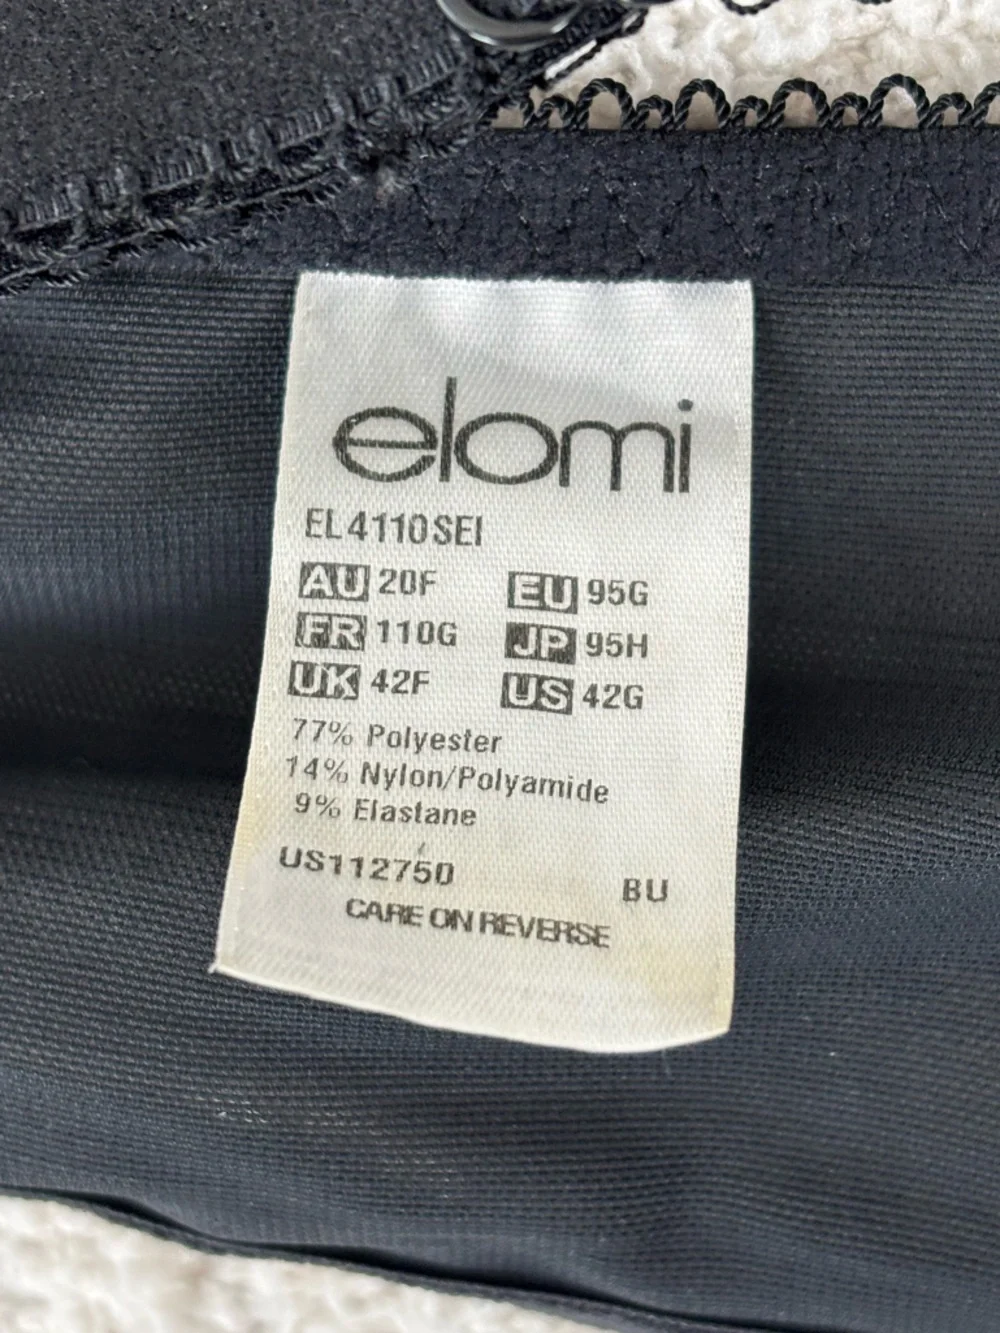 elomi
EL4110SEI
AU 20F EU 95G
FR 110G JP 95H
UK 42F US 42G
77% Polyester
14% Nylon/Polyamide
9% Elastane
US112750 BU
CARE ON REVERSE